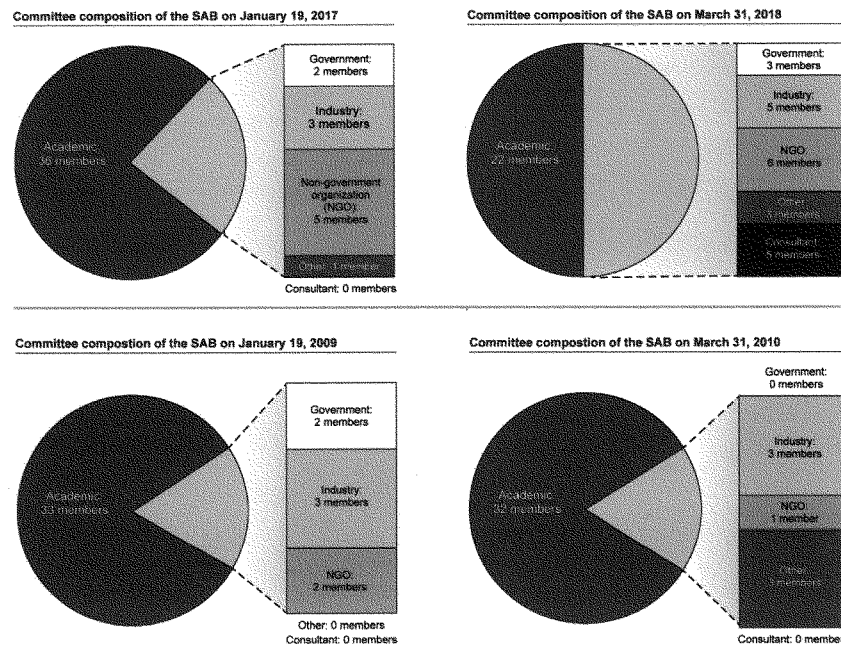 Committee composition of the SAB on January 19, 2017
Academic:
36 members
Government:
2 members
Industry:
3 members
Non-government
organization
(NGO):
5 members
Other: 1 member
Consultant: 0 members
Committee composition of the SAB on March 31, 2018
Academic:
22 members
Government:
3 members
Industry:
5 members
NGO:
6 members
Other:
3 members
Consultant:
5 members
Committee compostion of the SAB on January 19, 2009
Academic:
33 members
Government:
2 members
Industry:
3 members
NGO:
2 members
Other: 0 members
Consultant: 0 members
Committee compostion of the SAB on March 31, 2010
Academic:
32 members
Government:
0 members
Industry:
3 members
NGO:
1 member
Other:
3 members
Consultant: 0 member